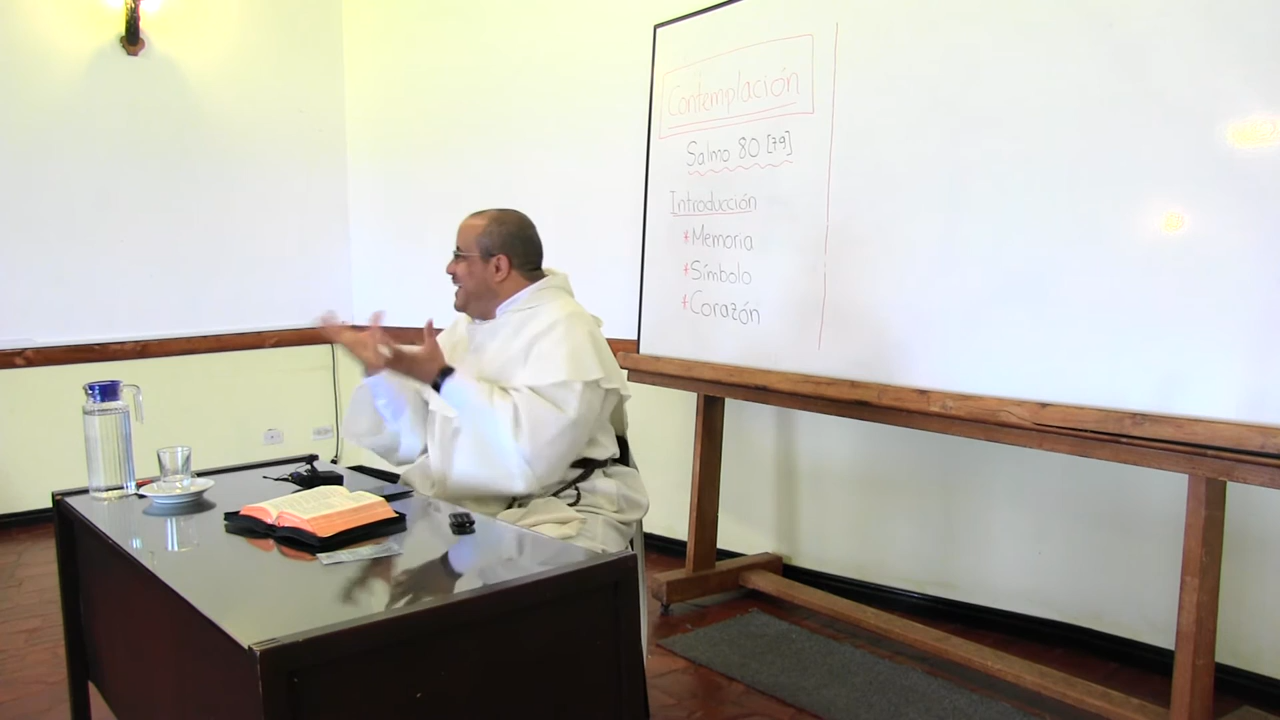 Contemplación
Salmo 80 [79]
Introducción
*Memoria
*Símbolo
*Corazón